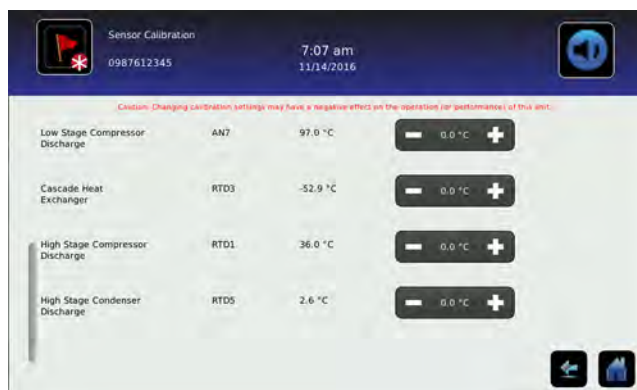 Sensor Calibration
0987612345
7:07 am
11/14/2016
Caution: Changing calibration settings may have a negative effect on the operation (or performance) of this unit.
Low Stage Compressor Discharge AN7 97.0 °C 0.0 °C
Cascade Heat Exchanger RTD3 -52.9 °C 0.0 °C
High Stage Compressor Discharge RTD1 36.0 °C 0.0 °C
High Stage Condenser Discharge RTD5 2.6 °C 0.0 °C